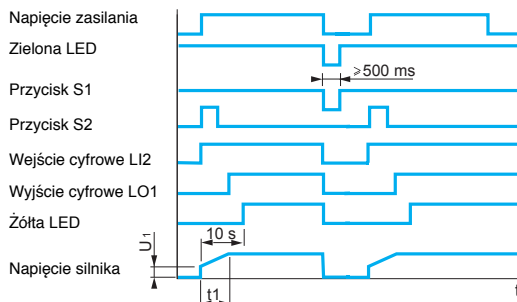 Napięcie zasilania
Zielona LED
≥500 ms
Przycisk S1
Przycisk S2
Wejście cyfrowe LI2
Wyjście cyfrowe LO1
Żółta LED
10 s
U1
Napięcie silnika
t1
t